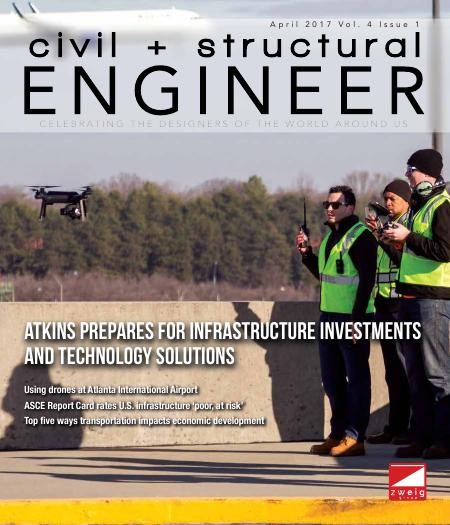 April 2017 Vol. 4 Issue 1
civil + structural
ENGINEER
CELEBRATING THE DESIGNERS OF THE WORLD AROUND US
ATKINS PREPARES FOR INFRASTRUCTURE INVESTMENTS
AND TECHNOLOGY SOLUTIONS
Using drones at Atlanta International Airport
ASCE Report Card rates U.S. infrastructure 'poor, at risk'
Top five ways transportation impacts economic development
zweig
group